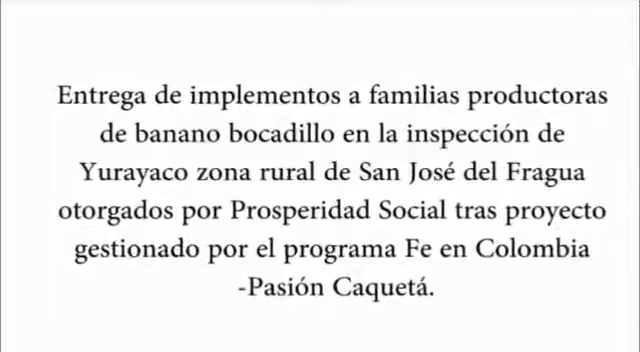 Entrega de implementos a familias productoras
de banano bocadillo en la inspección de
Yurayaco zona rural de San José del Fragua
otorgados por Prosperidad Social tras proyecto
gestionado por el programa Fe en Colombia
-Pasión Caquetá.